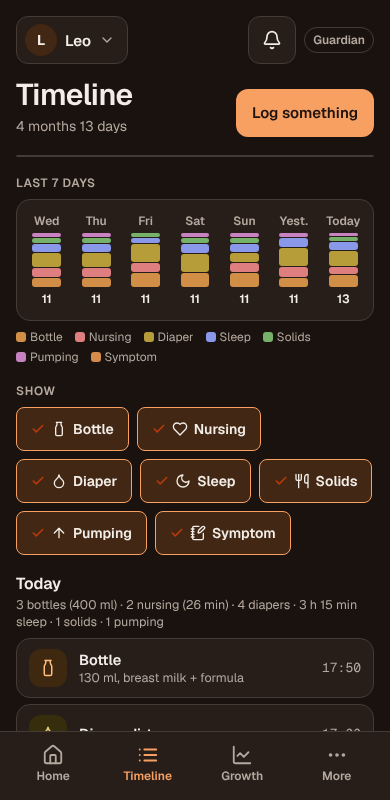 L Leo
Guardian
Timeline
4 months 13 days
Log something
LAST 7 DAYS
Wed Thu Fri Sat Sun Yest. Today
11 11 11 11 11 11 13
Bottle Nursing Diaper Sleep Solids
Pumping Symptom
SHOW
Bottle Nursing
Diaper Sleep Solids
Pumping Symptom
Today
3 bottles (400 ml) · 2 nursing (26 min) · 4 diapers · 3 h 15 min
sleep · 1 solids · 1 pumping
Bottle
130 ml, breast milk + formula
17:50
Home Timeline Growth More